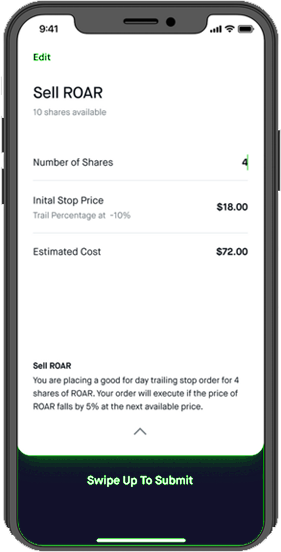 9:41
Edit
Sell ROAR
10 shares available
Number of Shares 4
Inital Stop Price $18.00
Trail Percentage at -10%
Estimated Cost $72.00
Sell ROAR
You are placing a good for day trailing stop order for 4
shares of ROAR. Your order will execute if the price of
ROAR falls by 5% at the next available price.
Swipe Up To Submit